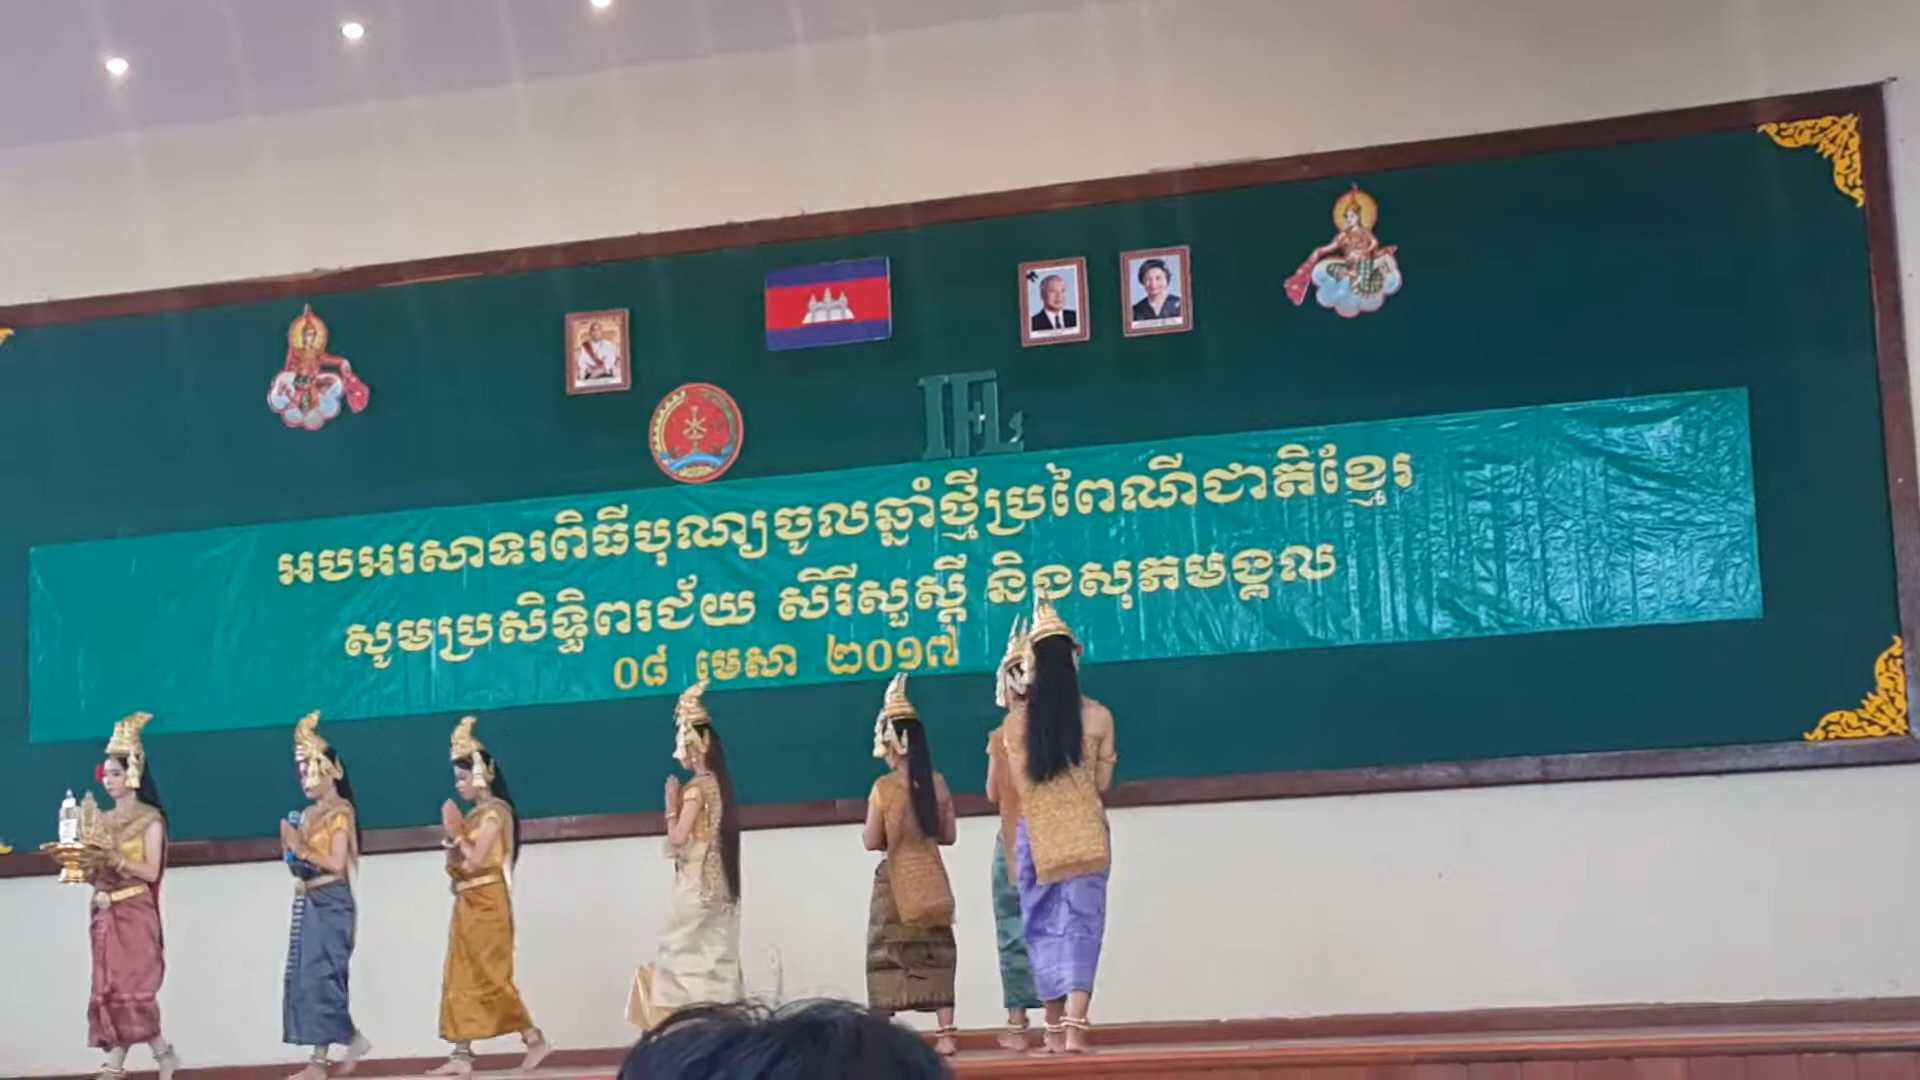 IFL
អបអរសាទរពិធីបុណ្យចូលឆ្នាំថ្មីប្រពៃណីជាតិខ្មែរ
សូមប្រសិទ្ធិពរជ័យ សិរីសួស្តី និងសុភមង្គល
០៨ មេសា ២០១៧